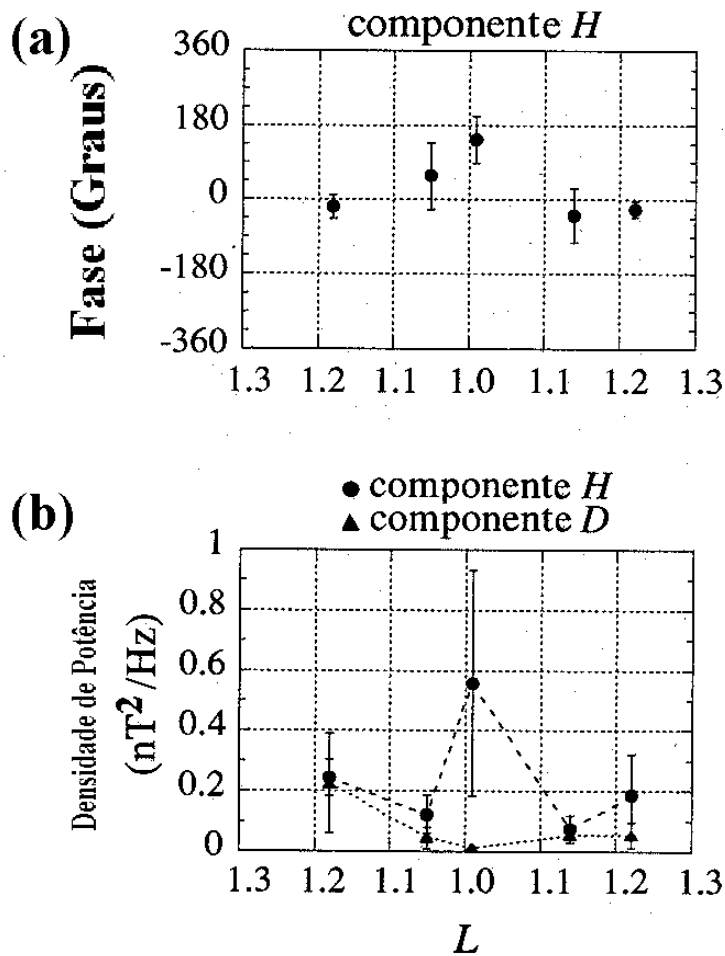 (a)
componente H
Fase (Graus)
360
180
0
-180
-360
1.3 1.2 1.1 1.0 1.1 1.2 1.3
(b)
● componente H
▲ componente D
Densidade de Potência
(nT²/Hz)
1
0.8
0.6
0.4
0.2
0
1.3 1.2 1.1 1.0 1.1 1.2 1.3
L